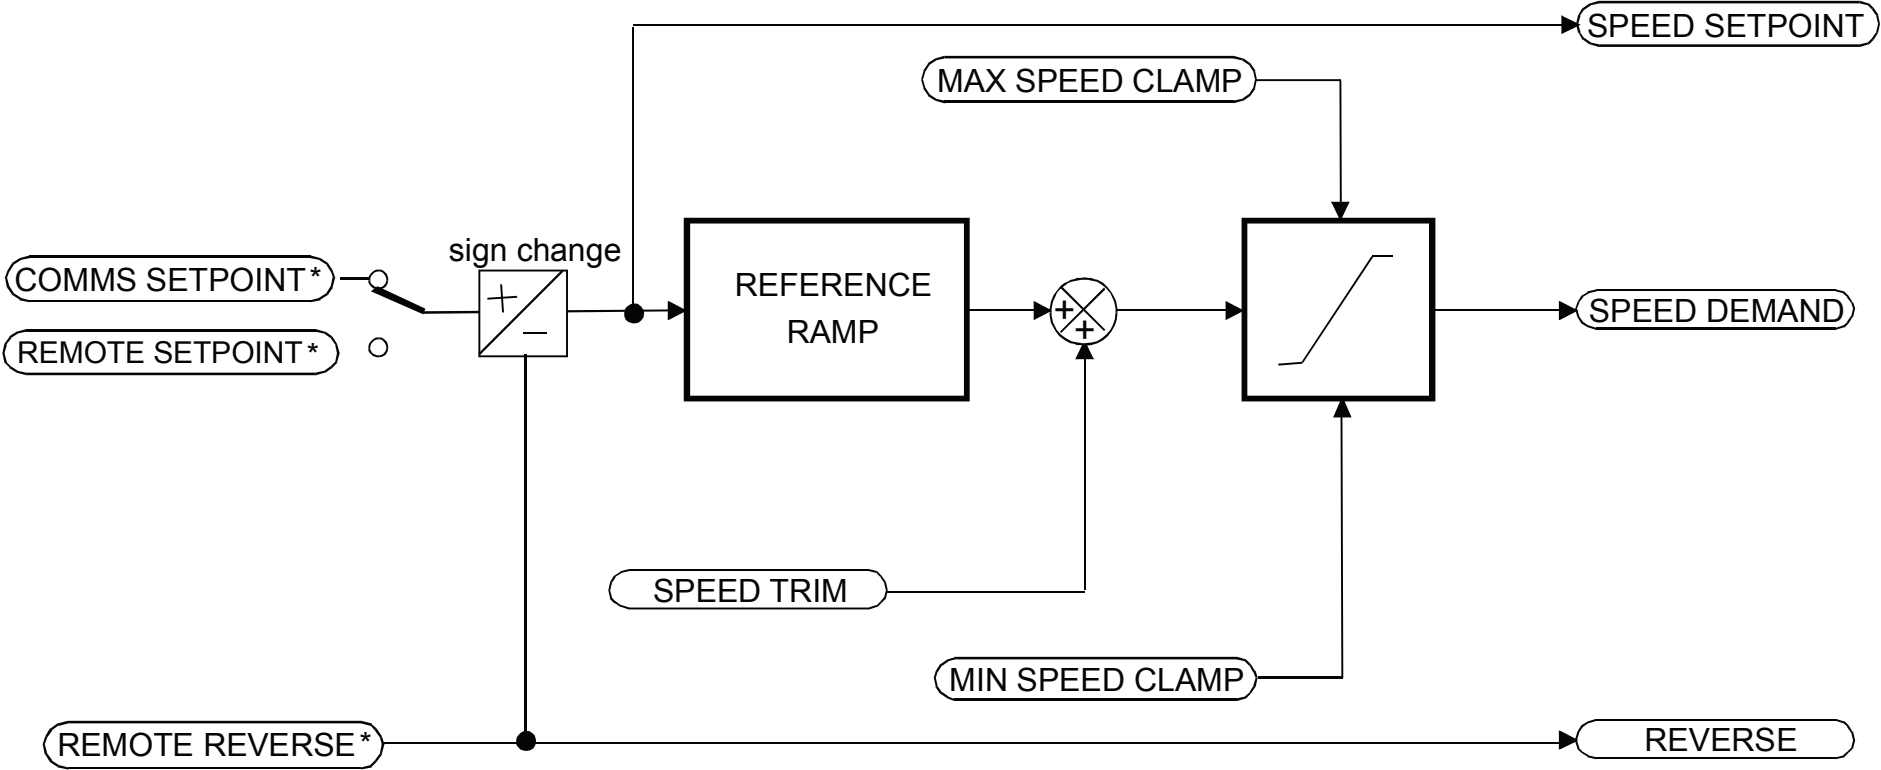 SPEED SETPOINT
MAX SPEED CLAMP
sign change
COMMS SETPOINT*
REFERENCE
RAMP
SPEED DEMAND
REMOTE SETPOINT*
+
−
+
+
SPEED TRIM
MIN SPEED CLAMP
REMOTE REVERSE*
REVERSE